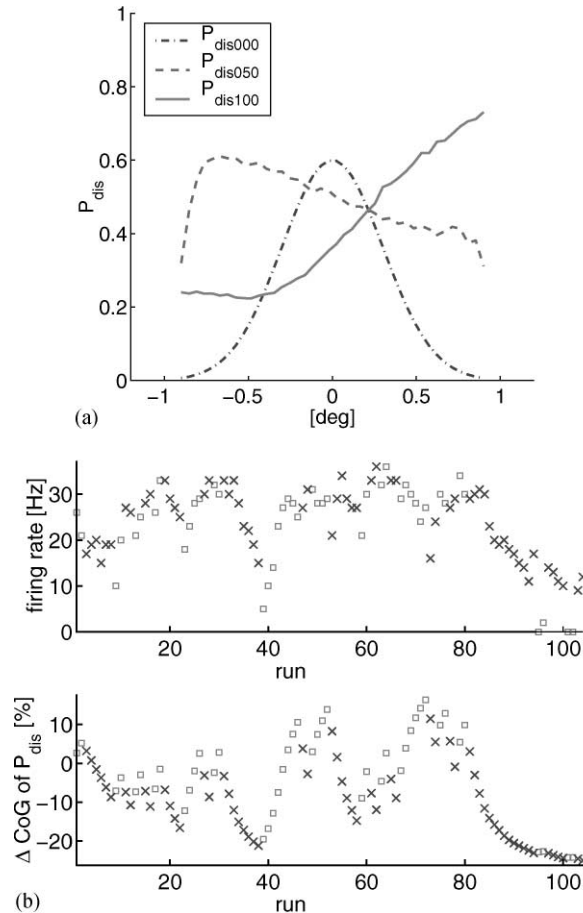 1
P_dis000
P_dis050
P_dis100
0.8
0.6
P_dis
0.4
0.2
0
−1 −0.5 0 0.5 1
(a) [deg]
30
20
10
0
firing rate [Hz]
20 40 60 80 100
run
10
0
−10
−20
Δ CoG of P_dis [%]
20 40 60 80 100
(b) run